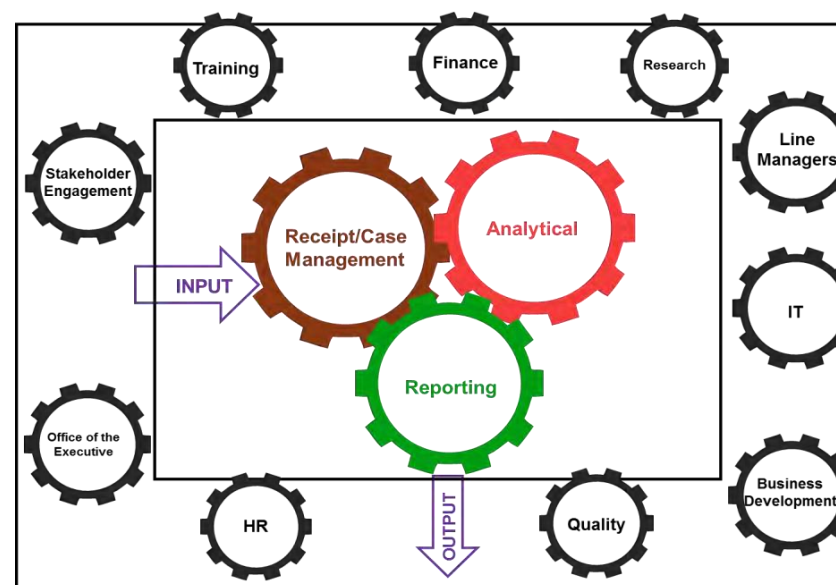 Training
Finance
Research
Stakeholder
Engagement
Line
Managers
Receipt/Case
Management
Analytical
INPUT
IT
Reporting
Office of the
Executive
HR
OUTPUT
Quality
Business
Development